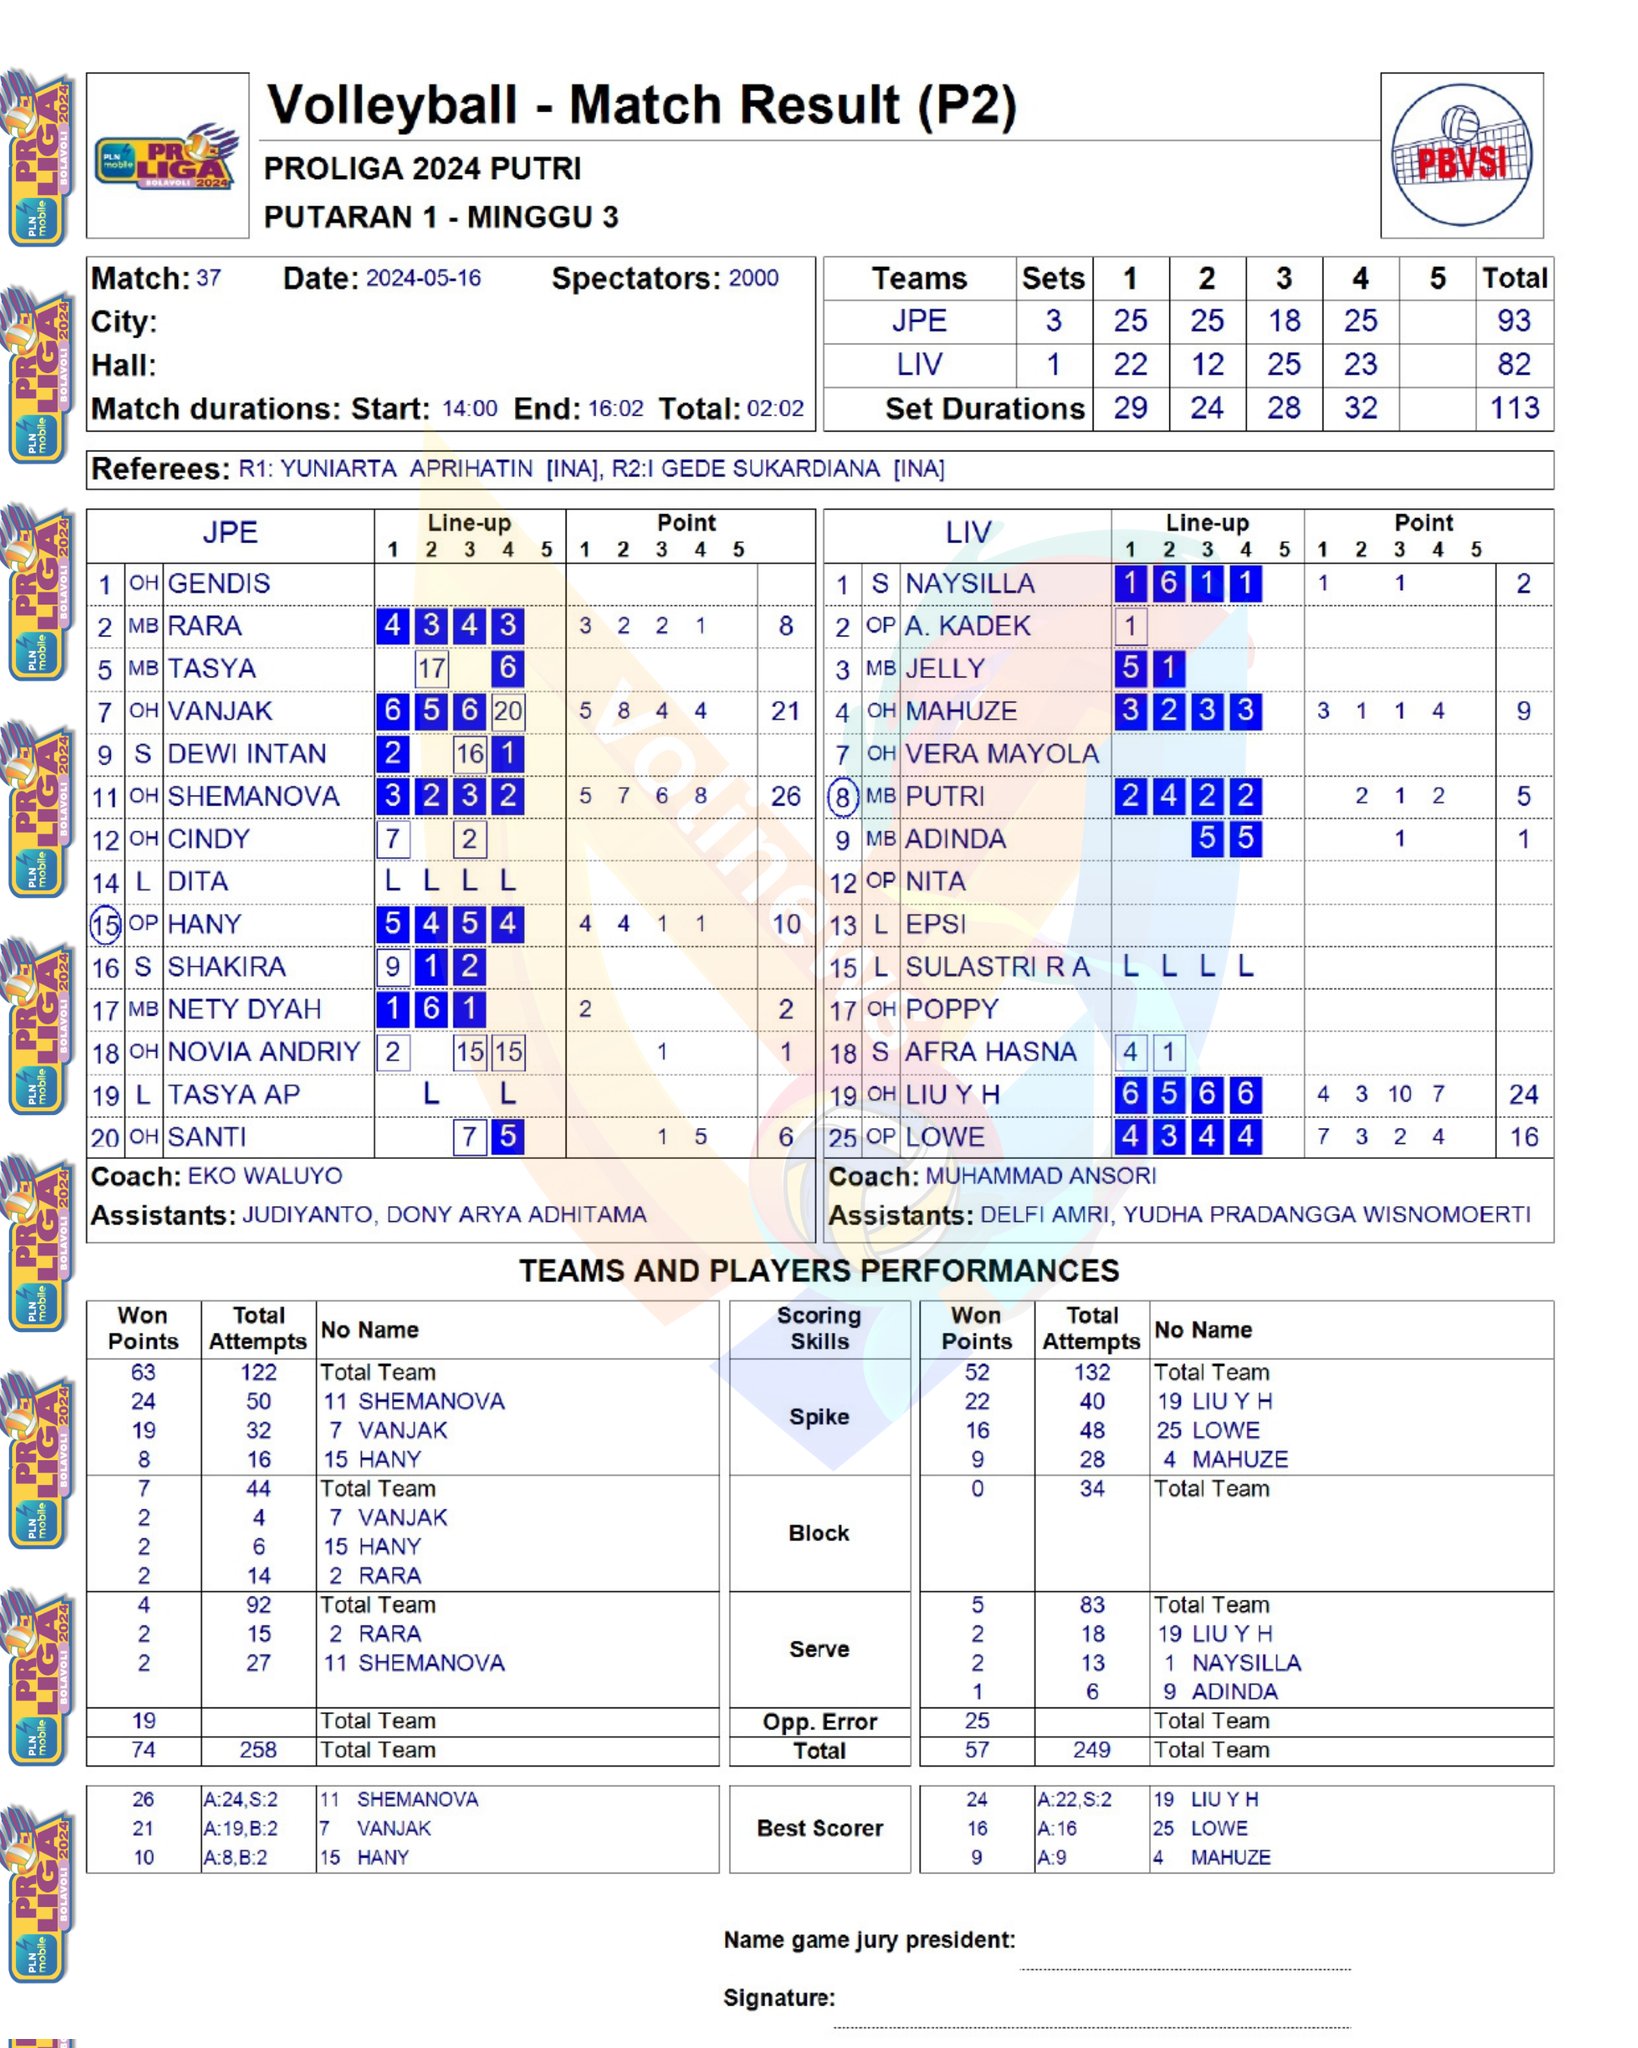 Volleyball - Match Result (P2)
PROLIGA 2024 PUTRI
PUTARAN 1 - MINGGU 3
PLN mobile PROLIGA BOLAVOLI 2024
PBVSI
Match: 37 Date: 2024-05-16 Spectators: 2000
City:
Hall:
Match durations: Start: 14:00 End: 16:02 Total: 02:02
Teams Sets 1 2 3 4 5 Total
JPE 3 25 25 18 25 93
LIV 1 22 12 25 23 82
Set Durations 29 24 28 32 113
Referees: R1: YUNIARTA APRIHATIN [INA], R2:I GEDE SUKARDIANA [INA]
JPE Line-up Point
1 2 3 4 5 1 2 3 4 5
1 OH GENDIS
2 MB RARA 4 3 4 3 3 2 2 1 8
5 MB TASYA 17 6
7 OH VANJAK 6 5 6 20 5 8 4 4 21
9 S DEWI INTAN 2 16 1
11 OH SHEMANOVA 3 2 3 2 5 7 6 8 26
12 OH CINDY 7 2
14 L DITA L L L L
15 OP HANY 5 4 5 4 4 4 1 1 10
16 S SHAKIRA 9 1 2
17 MB NETY DYAH 1 6 1 2 2
18 OH NOVIA ANDRIY 2 15 15 1 1
19 L TASYA AP L L
20 OH SANTI 7 5 1 5 6
Coach: EKO WALUYO
Assistants: JUDIYANTO, DONY ARYA ADHITAMA
LIV Line-up Point
1 2 3 4 5 1 2 3 4 5
1 S NAYSILLA 1 6 1 1 1 1 2
2 OP A. KADEK 1
3 MB JELLY 5 1
4 OH MAHUZE 3 2 3 3 3 1 1 4 9
7 OH VERA MAYOLA
8 MB PUTRI 2 4 2 2 2 1 2 5
9 MB ADINDA 5 5 1 1
12 OP NITA
13 L EPSI
15 L SULASTRI R A L L L L
17 OH POPPY
18 S AFRA HASNA 4 1
19 OH LIU Y H 6 5 6 6 4 3 10 7 24
25 OP LOWE 4 3 4 4 7 3 2 4 16
Coach: MUHAMMAD ANSORI
Assistants: DELFI AMRI, YUDHA PRADANGGA WISNOMOERTI
volinews
TEAMS AND PLAYERS PERFORMANCES
Won Points Total Attempts No Name Scoring Skills Won Points Total Attempts No Name
63 122 Total Team Spike 52 132 Total Team
24 50 11 SHEMANOVA 22 40 19 LIU Y H
19 32 7 VANJAK 16 48 25 LOWE
8 16 15 HANY 9 28 4 MAHUZE
7 44 Total Team Block 0 34 Total Team
2 4 7 VANJAK
2 6 15 HANY
2 14 2 RARA
4 92 Total Team Serve 5 83 Total Team
2 15 2 RARA 2 18 19 LIU Y H
2 27 11 SHEMANOVA 2 13 1 NAYSILLA
1 6 9 ADINDA
19 Total Team Opp. Error 25 Total Team
74 258 Total Team Total 57 249 Total Team
26 A:24,S:2 11 SHEMANOVA Best Scorer 24 A:22,S:2 19 LIU Y H
21 A:19,B:2 7 VANJAK 16 A:16 25 LOWE
10 A:8,B:2 15 HANY 9 A:9 4 MAHUZE
Name game jury president:
Signature: